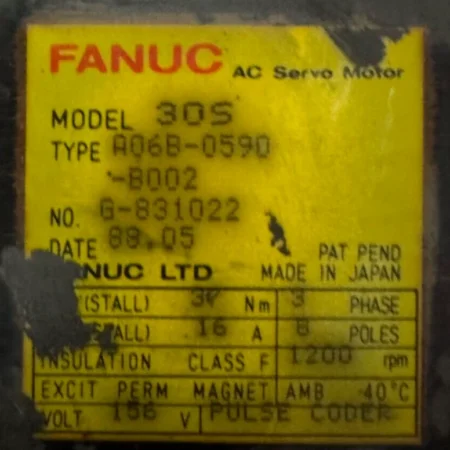 FANUC AC Servo Motor
MODEL 30S
TYPE A06B-0590
-B002
NO. G-831022
DATE 88.05
PAT PEND
FANUC LTD MADE IN JAPAN
(STALL) Nm 3 PHASE
16 A 8 POLES
INSULATION CLASS F 1200 rpm
EXCIT PERM MAGNET AMB 40°C
VOLT 156 V PULSE CODER